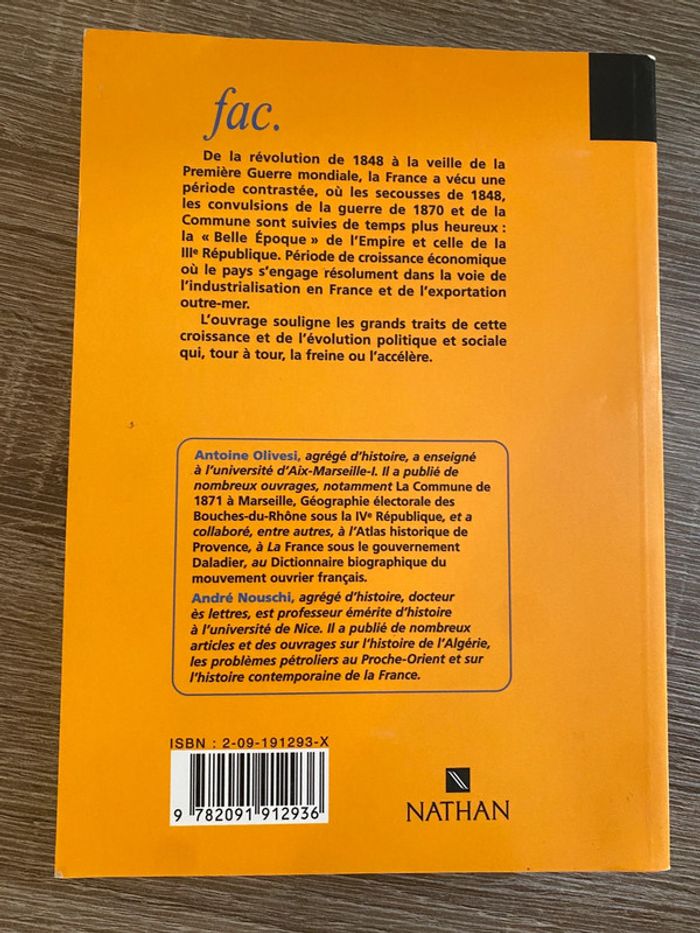 fac.
De la révolution de 1848 à la veille de la
Première Guerre mondiale, la France a vécu une
période contrastée, où les secousses de 1848,
les convulsions de la guerre de 1870 et de la
Commune sont suivies de temps plus heureux :
la « Belle Époque » de l'Empire et celle de la
IIIe République. Période de croissance économique
où le pays s'engage résolument dans la voie de
l'industrialisation en France et de l'exportation
outre-mer.
L'ouvrage souligne les grands traits de cette
croissance et de l'évolution politique et sociale
qui, tour à tour, la freine ou l'accélère.
Antoine Olivesi, agrégé d'histoire, a enseigné
à l'université d'Aix-Marseille-I. Il a publié de
nombreux ouvrages, notamment La Commune de
1871 à Marseille, Géographie électorale des
Bouches-du-Rhône sous la IVe République, et a
collaboré, entre autres, à l'Atlas historique de
Provence, à La France sous le gouvernement
Daladier, au Dictionnaire biographique du
mouvement ouvrier français.
André Nouschi, agrégé d'histoire, docteur
ès lettres, est professeur émérite d'histoire
à l'université de Nice. Il a publié de nombreux
articles et des ouvrages sur l'histoire de l'Algérie,
les problèmes pétroliers au Proche-Orient et sur
l'histoire contemporaine de la France.
ISBN : 2-09-191293-X
9 782091 912936
NATHAN